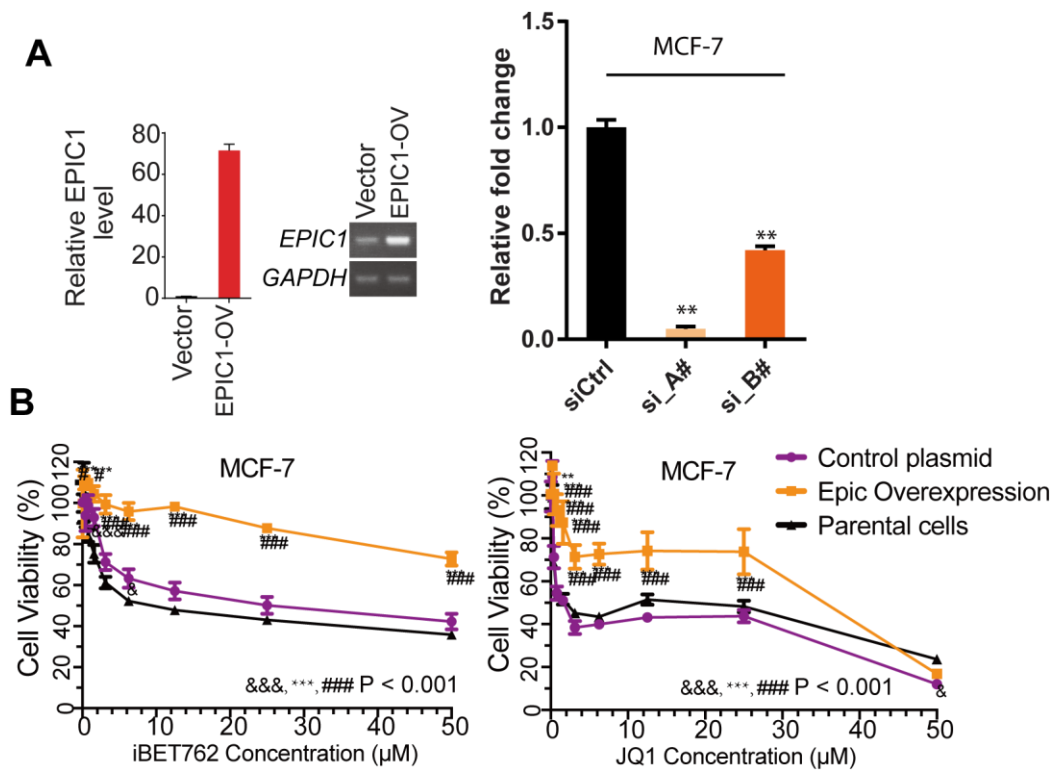 A
Relative EPIC1
level
80
60
40
20
0
Vector
EPIC1-OV
Vector
EPIC1-OV
EPIC1
GAPDH
Relative fold change
1.5
1.0
0.5
0.0
MCF-7
**
**
siCtrl
si_A#
si_B#
B
Cell Viability (%)
120
100
80
60
40
20
0
MCF-7
###
###
###
###
&
&&&, ***, ### P < 0.001
0 10 20 30 40 50
iBET762 Concentration (µM)
Cell Viability (%)
120
100
80
60
40
20
0
MCF-7
**
###
###
###
###
###
###
###
&
&&&, ***, ### P < 0.001
0 10 20 30 40 50
JQ1 Concentration (µM)
Control plasmid
Epic Overexpression
Parental cells